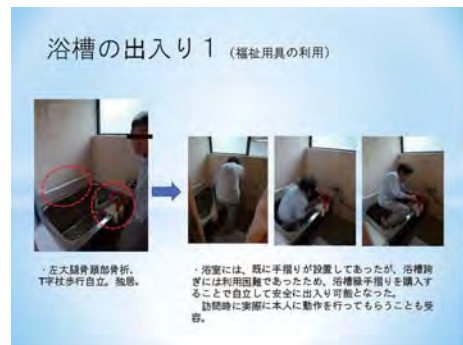 浴槽の出入り1 (福祉用具の利用)
・左大腿骨頚部骨折、
T字杖歩行自立。独居。
・浴室には、既に手摺りが設置してあったが、浴槽跨
ぎには利用困難であったため、浴槽縁手摺りを購入す
ることで自立して安全に出入り可能となった。
訪問時に実際に本人に動作を行ってもらうことも受
容。